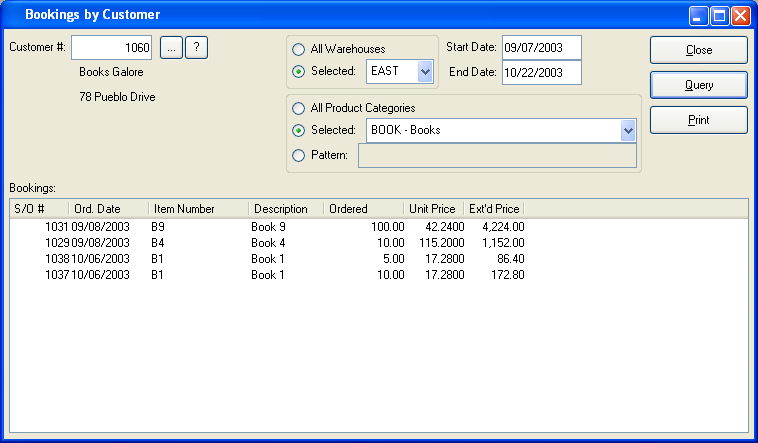 Bookings by Customer
Customer #: 1060 ... ?
Books Galore
78 Pueblo Drive
All Warehouses
Selected: EAST
Start Date: 09/07/2003
End Date: 10/22/2003
All Product Categories
Selected: BOOK - Books
Pattern:
Close
Query
Print
Bookings:
S/O # Ord. Date Item Number Description Ordered Unit Price Ext'd Price
1031 09/08/2003 B9 Book 9 100.00 42.2400 4,224.00
1029 09/08/2003 B4 Book 4 10.00 115.2000 1,152.00
1038 10/06/2003 B1 Book 1 5.00 17.2800 86.40
1037 10/06/2003 B1 Book 1 10.00 17.2800 172.80